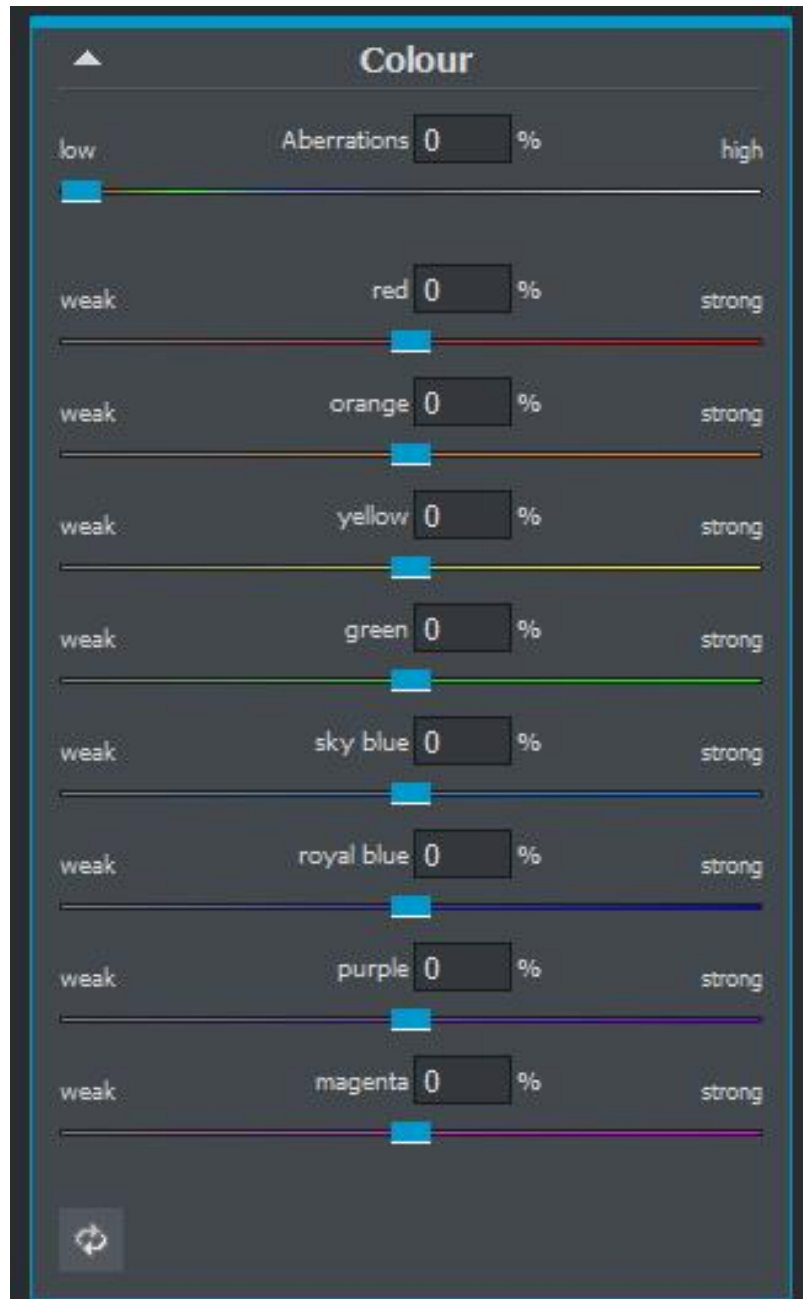 Colour
Aberrations 0 %
low high
red 0 %
weak strong
orange 0 %
weak strong
yellow 0 %
weak strong
green 0 %
weak strong
sky blue 0 %
weak strong
royal blue 0 %
weak strong
purple 0 %
weak strong
magenta 0 %
weak strong